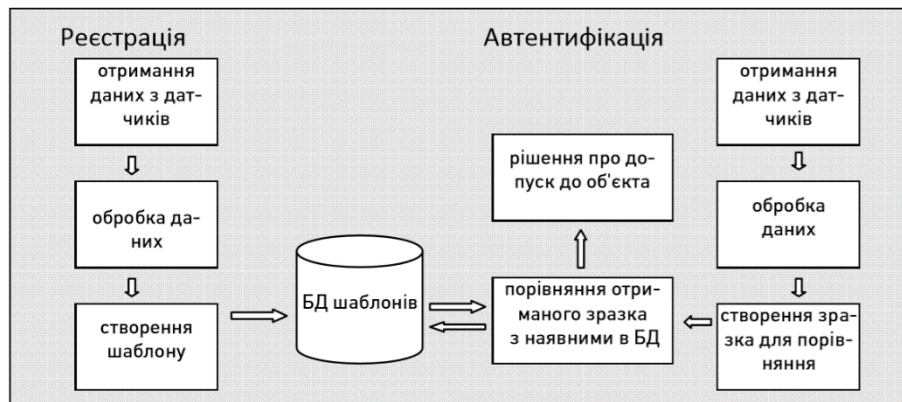 Реєстрація
отримання
даних з дат-
чиків
обробка да-
них
створення
шаблону
БД шаблонів
Автентифікація
отримання
даних з дат-
чиків
обробка
даних
створення зра-
зка для порів-
няння
порівняння отри-
маного зразка
з наявними в БД
рішення про до-
пуск до об'єкта